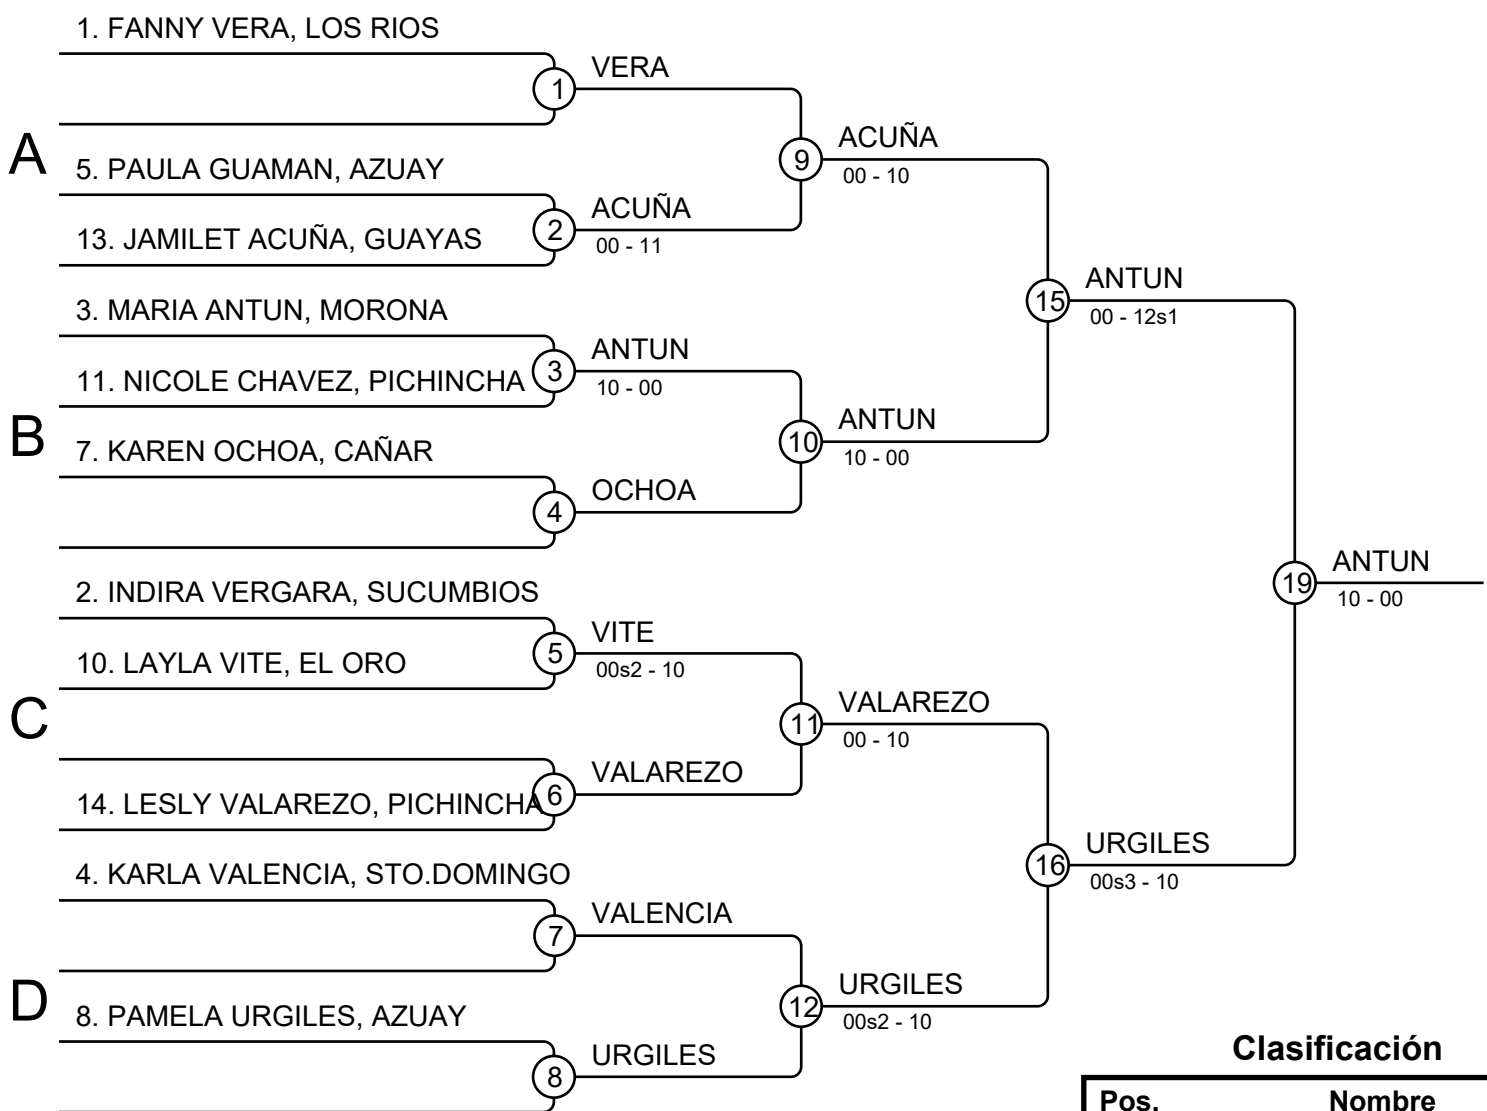 1. FANNY VERA, LOS RIOS
1
VERA
A
5. PAULA GUAMAN, AZUAY
13. JAMILET ACUÑA, GUAYAS
2
ACUÑA
00 - 11
9
ACUÑA
00 - 10
3. MARIA ANTUN, MORONA
11. NICOLE CHAVEZ, PICHINCHA
3
ANTUN
10 - 00
B
7. KAREN OCHOA, CAÑAR
4
OCHOA
10
ANTUN
10 - 00
15
ANTUN
00 - 12s1
2. INDIRA VERGARA, SUCUMBIOS
10. LAYLA VITE, EL ORO
5
VITE
00s2 - 10
C
14. LESLY VALAREZO, PICHINCHA
6
VALAREZO
11
VALAREZO
00 - 10
4. KARLA VALENCIA, STO.DOMINGO
7
VALENCIA
D
8. PAMELA URGILES, AZUAY
8
URGILES
12
URGILES
00s2 - 10
16
URGILES
00s3 - 10
19
ANTUN
10 - 00
Clasificación
Pos. Nombre